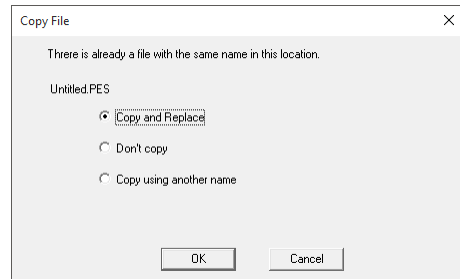 Copy File
Threre is already a file with the same name in this location.
Untitled.PES
Copy and Replace
Don't copy
Copy using another name
OK
Cancel